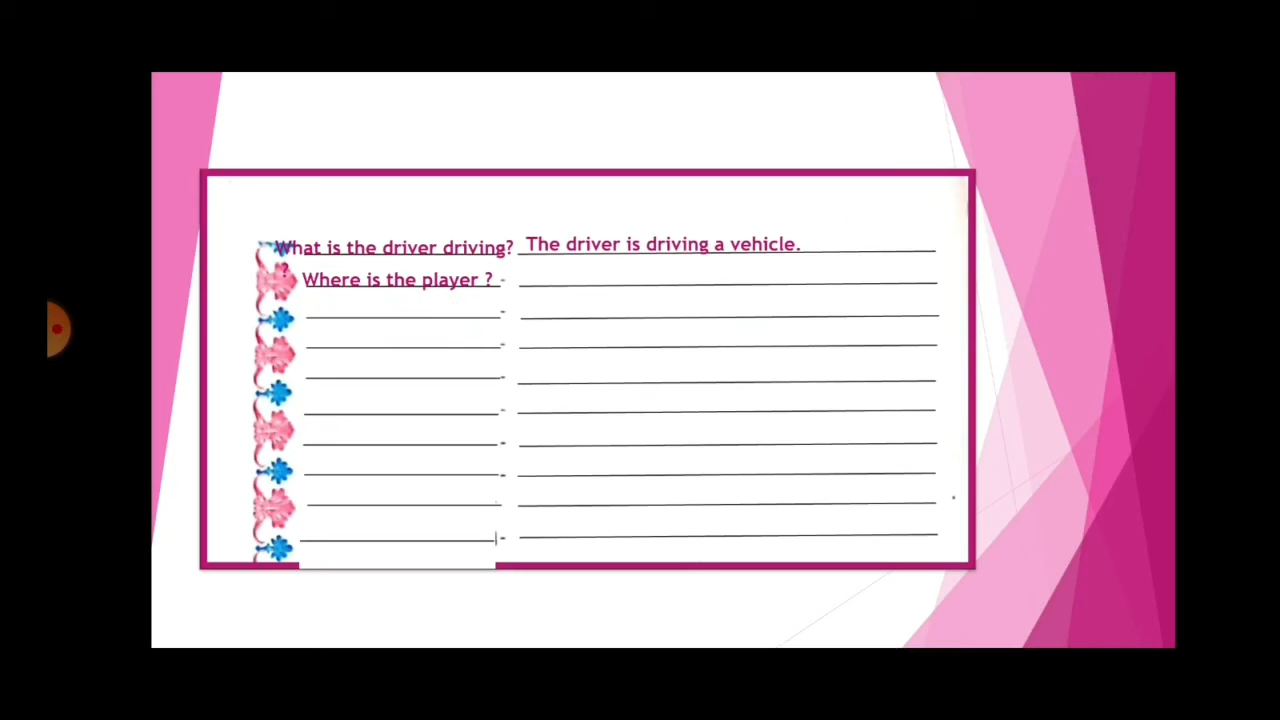 What is the driver driving? The driver is driving a vehicle.
?
Where is the player ?